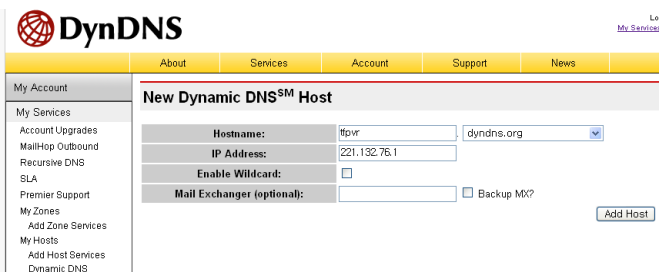 DynDNS
Lo
My Services
About Services Account Support News
My Account
My Services
Account Upgrades
MailHop Outbound
Recursive DNS
SLA
Premier Support
My Zones
Add Zone Services
My Hosts
Add Host Services
Dynamic DNS
New Dynamic DNS℠ Host
Hostname: tfpvr . dyndns.org
IP Address: 221.132.76.1
Enable Wildcard:
Mail Exchanger (optional): Backup MX?
Add Host